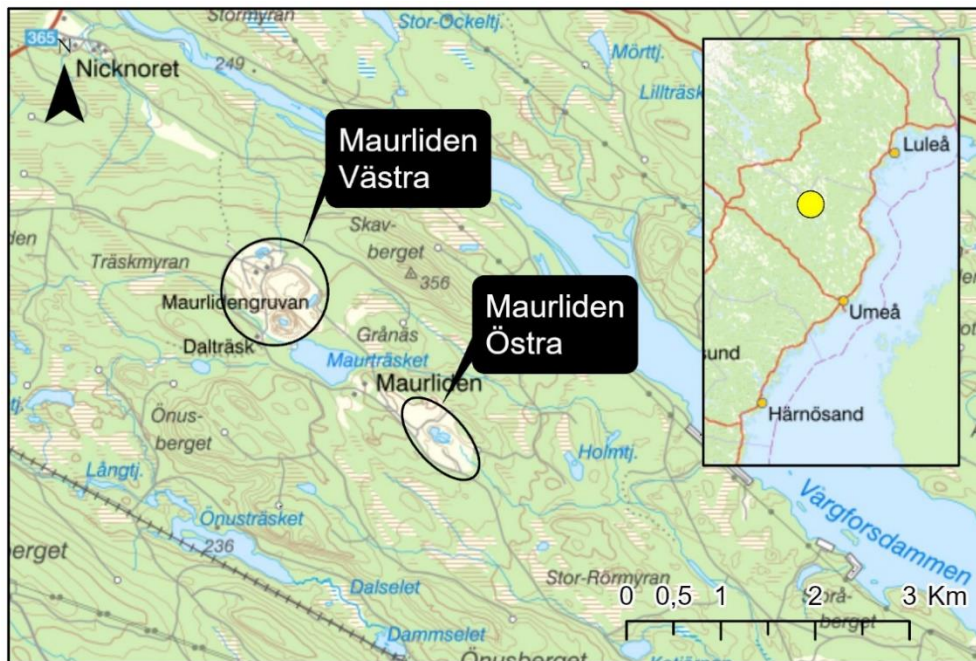 Stormyran
Stor-Ockeltj.
365
N
Nicknoret
249
Mörttj.
Lillträsk
Maurliden
Västra
Skav-
berget
356
den
Träskmyran
Maurlidengruvan
Dalträsk
Grånäs
Maurträsket
Maurliden
Maurliden
Östra
Önus-
berget
Långtj.
Holmtj.
Önusträsket
236
berget
Dalselet
Dammselet
Önusberget
Stor-Rörmyran
Vargforsdammen
berget
0 0,5 1 2 3 Km
Luleå
Umeå
sund
Härnösand